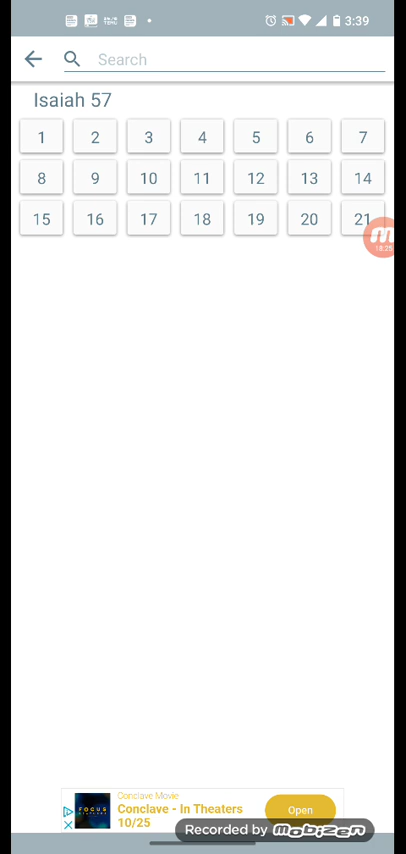 3:39
Search
Isaiah 57
1 2 3 4 5 6 7
8 9 10 11 12 13 14
15 16 17 18 19 20 21
18:25
Conclave Movie
Conclave - In Theaters
10/25
Open
FOCUS
Recorded by mobizen